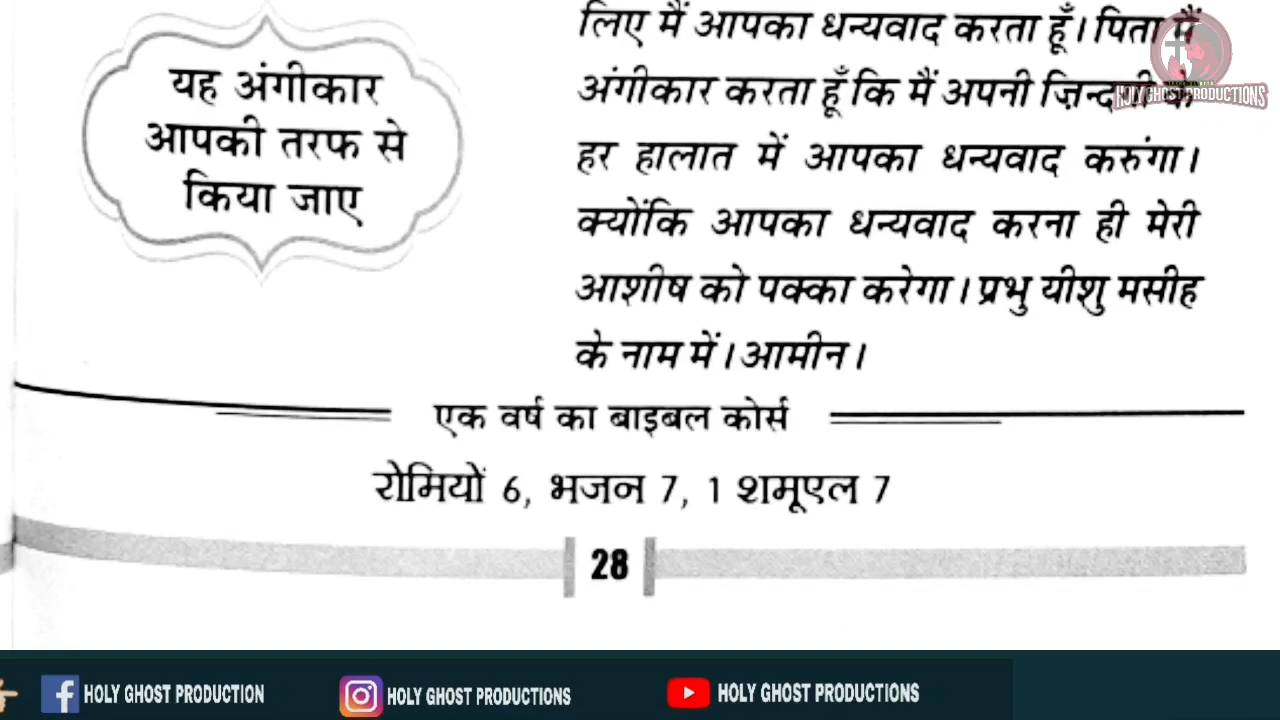 यह अंगीकार
आपकी तरफ से
किया जाए
लिए मैं आपका धन्यवाद करता हूँ। पिता मैं
अंगीकार करता हूँ कि मैं अपनी ज़िन्दगी के
हर हालात में आपका धन्यवाद करुंगा।
क्योंकि आपका धन्यवाद करना ही मेरी
आशीष को पक्का करेगा। प्रभु यीशु मसीह
के नाम में। आमीन।
एक वर्ष का बाइबल कोर्स
रोमियों 6, भजन 7, 1 शमूएल 7
28
HOLY GHOST PRODUCTIONS
HOLY GHOST PRODUCTION
HOLY GHOST PRODUCTIONS
HOLY GHOST PRODUCTIONS